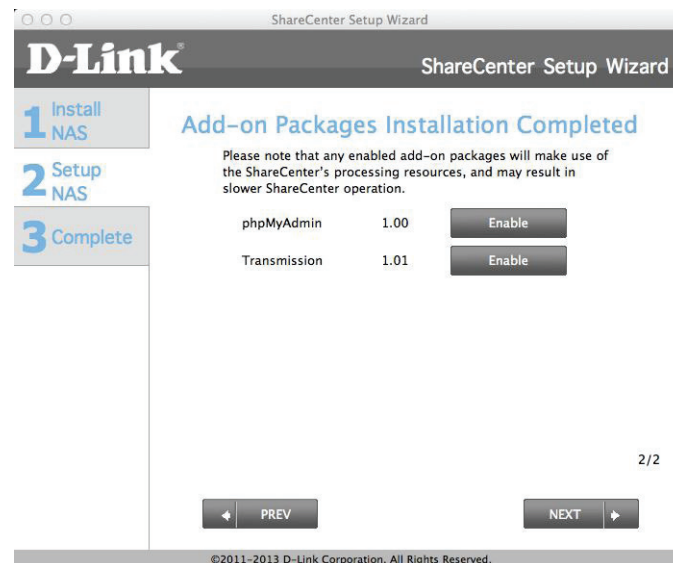 ShareCenter Setup Wizard
D-Link®
ShareCenter Setup Wizard
1 Install
NAS
2 Setup
NAS
3 Complete
Add-on Packages Installation Completed
Please note that any enabled add-on packages will make use of
the ShareCenter's processing resources, and may result in
slower ShareCenter operation.
phpMyAdmin 1.00 Enable
Transmission 1.01 Enable
2/2
PREV
NEXT
©2011-2013 D-Link Corporation. All Rights Reserved.